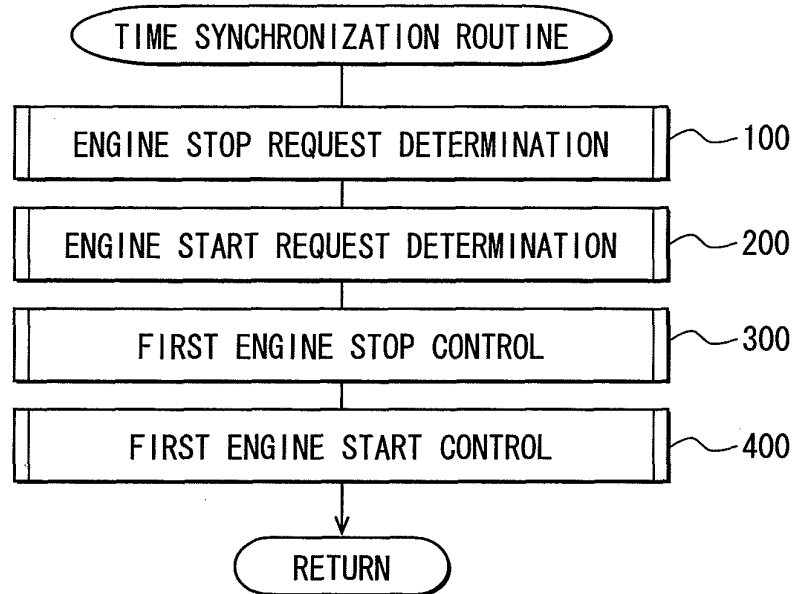 TIME SYNCHRONIZATION ROUTINE
ENGINE STOP REQUEST DETERMINATION
100
ENGINE START REQUEST DETERMINATION
200
FIRST ENGINE STOP CONTROL
300
FIRST ENGINE START CONTROL
400
RETURN